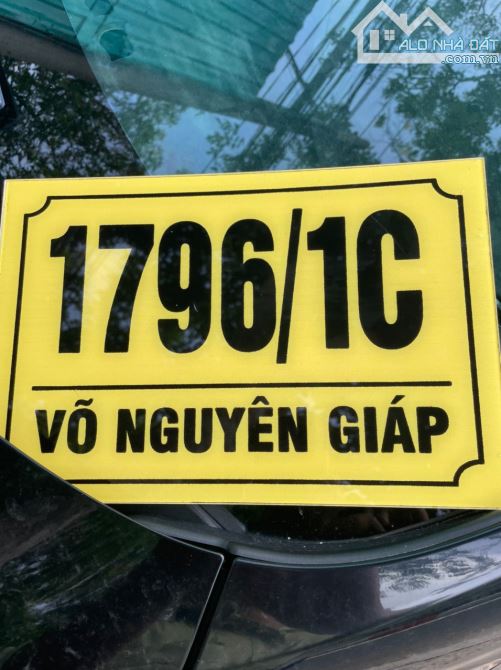 ALO NHÀ ĐẤT
.com.vn
1796/1C
VÕ NGUYÊN GIÁP